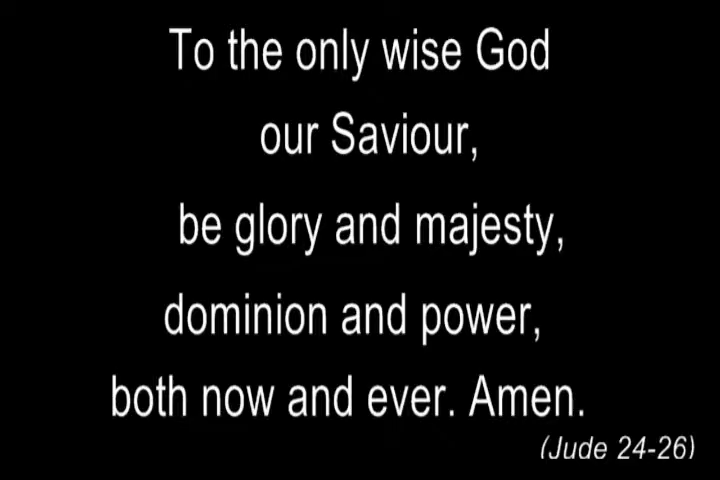 To the only wise God
our Saviour,
be glory and majesty,
dominion and power,
both now and ever. Amen.
(Jude 24-26)